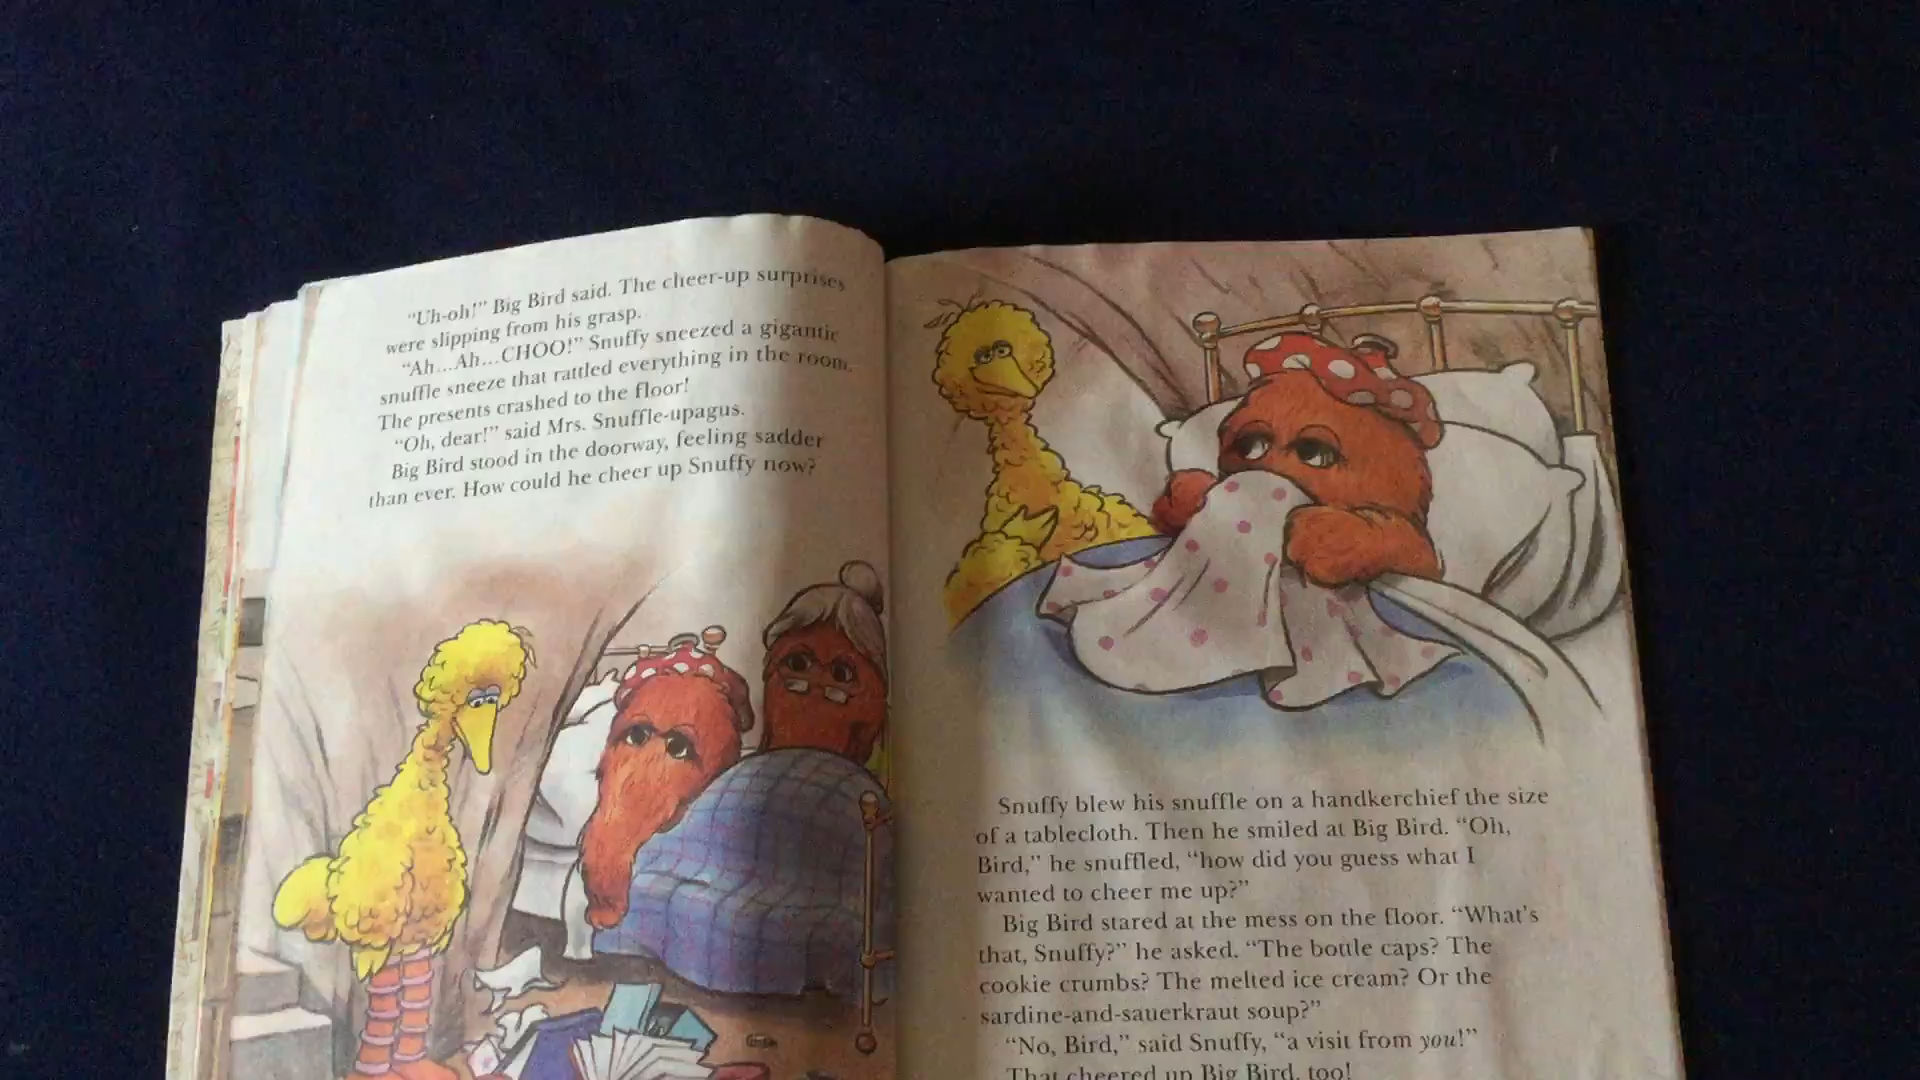 "Uh-oh!" Big Bird said. The cheer-up surprises
were slipping from his grasp.
"Ah...Ah...CHOO!" Snuffy sneezed a gigantic
snuffle sneeze that rattled everything in the room.
The presents crashed to the floor!
"Oh, dear!" said Mrs. Snuffle-upagus.
Big Bird stood in the doorway, feeling sadder
than ever. How could he cheer up Snuffy now?
Snuffy blew his snuffle on a handkerchief the size
of a tablecloth. Then he smiled at Big Bird. "Oh,
Bird," he snuffled, "how did you guess what I
wanted to cheer me up?"
Big Bird stared at the mess on the floor. "What's
that, Snuffy?" he asked. "The bottle caps? The
cookie crumbs? The melted ice cream? Or the
sardine-and-sauerkraut soup?"
"No, Bird," said Snuffy, "a visit from you!"
That cheered up Big Bird, too!